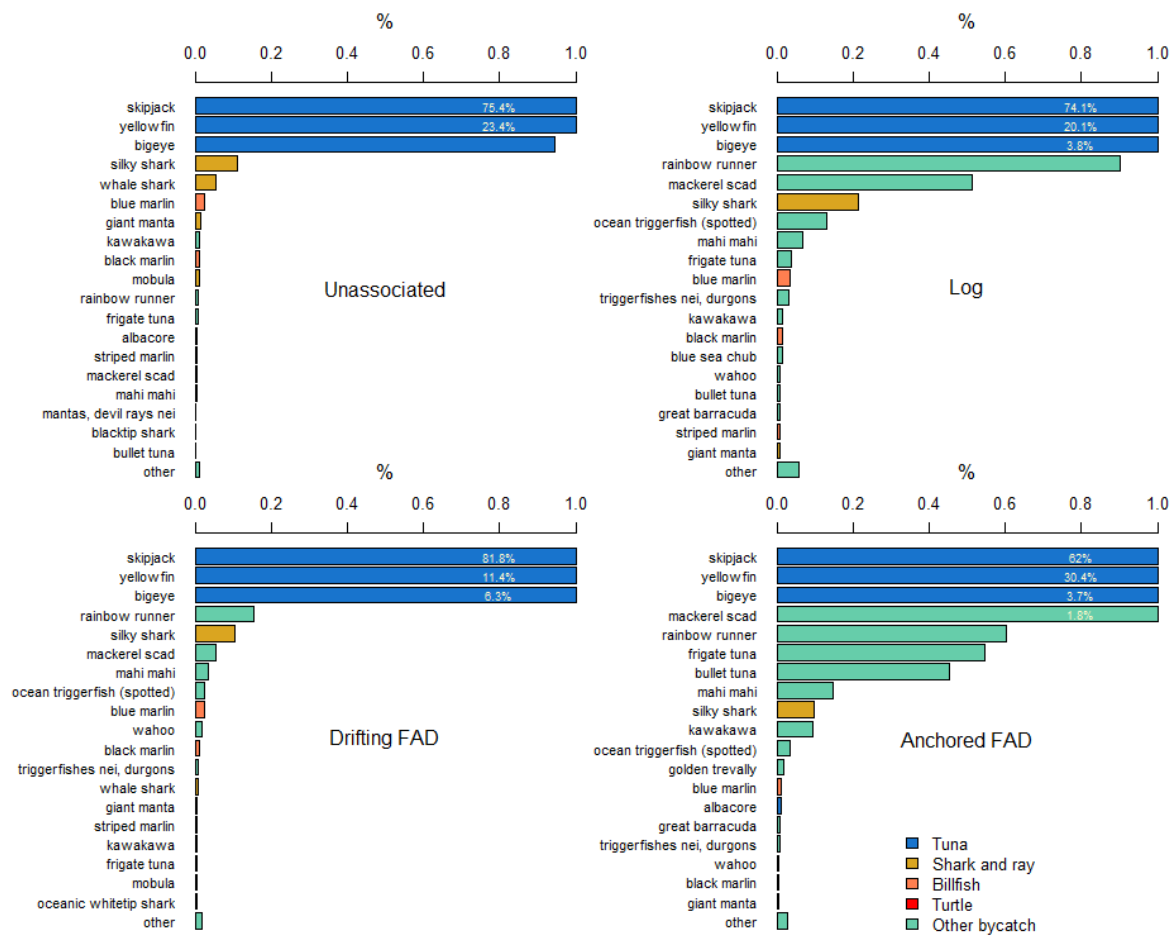 %
0.0 0.2 0.4 0.6 0.8 1.0
skipjack 75.4%
yellowfin 23.4%
bigeye
silky shark
whale shark
blue marlin
giant manta
kawakawa
black marlin
mobula
rainbow runner
frigate tuna
albacore
striped marlin
mackerel scad
mahi mahi
mantas, devil rays nei
blacktip shark
bullet tuna
other
Unassociated
%
0.0 0.2 0.4 0.6 0.8 1.0
skipjack 74.1%
yellowfin 20.1%
bigeye 3.8%
rainbow runner
mackerel scad
silky shark
ocean triggerfish (spotted)
mahi mahi
frigate tuna
blue marlin
triggerfishes nei, durgons
kawakawa
black marlin
blue sea chub
wahoo
bullet tuna
great barracuda
striped marlin
giant manta
other
Log
%
0.0 0.2 0.4 0.6 0.8 1.0
skipjack 81.8%
yellowfin 11.4%
bigeye 6.3%
rainbow runner
silky shark
mackerel scad
mahi mahi
ocean triggerfish (spotted)
blue marlin
wahoo
black marlin
triggerfishes nei, durgons
whale shark
giant manta
striped marlin
kawakawa
frigate tuna
mobula
oceanic whitetip shark
other
Drifting FAD
%
0.0 0.2 0.4 0.6 0.8 1.0
skipjack 62%
yellowfin 30.4%
bigeye 3.7%
mackerel scad 1.8%
rainbow runner
frigate tuna
bullet tuna
mahi mahi
silky shark
kawakawa
ocean triggerfish (spotted)
golden trevally
blue marlin
albacore
great barracuda
triggerfishes nei, durgons
wahoo
black marlin
giant manta
other
Anchored FAD
Tuna
Shark and ray
Billfish
Turtle
Other bycatch